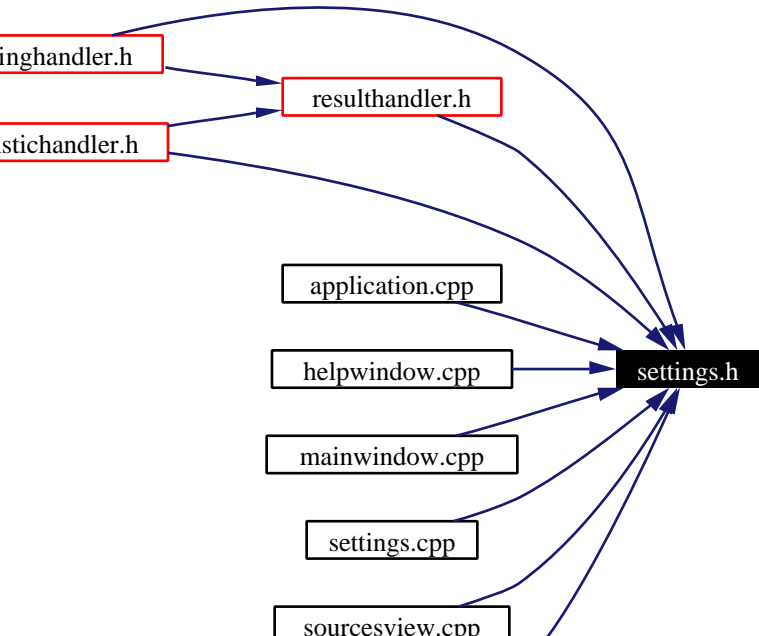 inghandler.h
resulthandler.h
stichandler.h
application.cpp
helpwindow.cpp
settings.h
mainwindow.cpp
settings.cpp
sourcesview.cpp